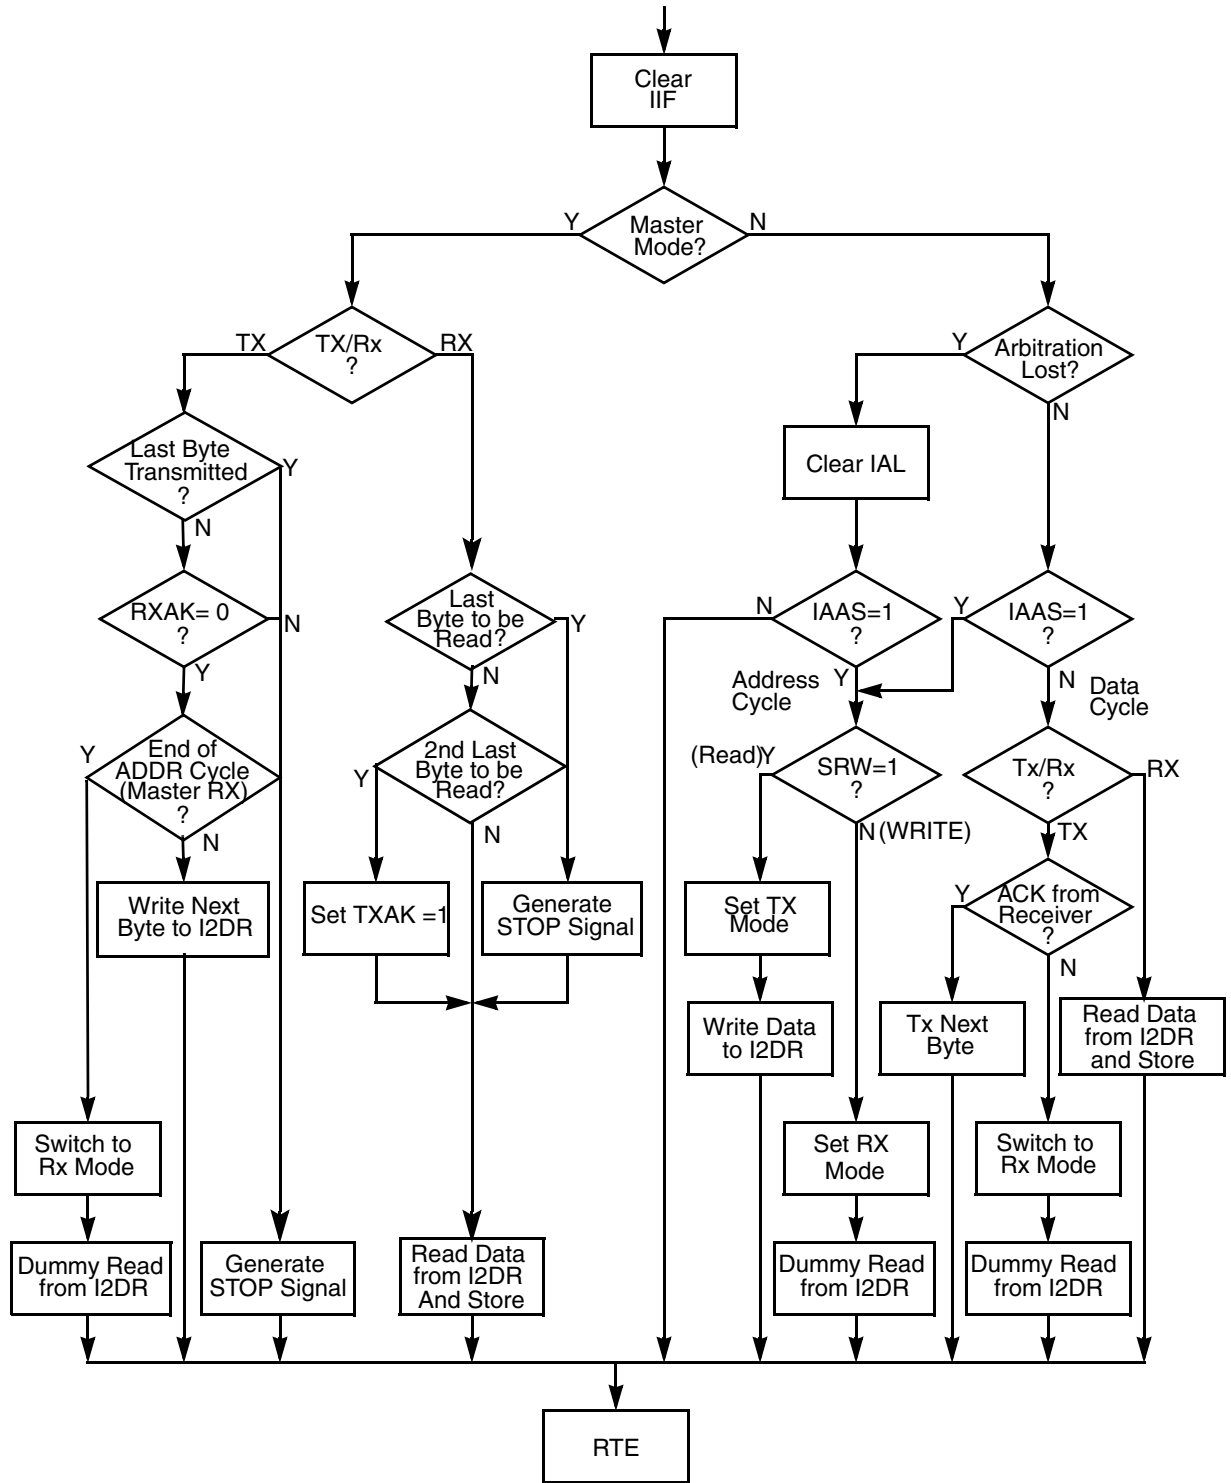 Clear
IIF
Y
Master
Mode?
N
TX
TX/Rx
?
RX
Y
Arbitration
Lost?
N
Last Byte
Transmitted
?
Y
N
Clear IAL
RXAK= 0
?
N
Y
Last
Byte to be
Read?
Y
N
N
IAAS=1
?
Y
Address
Cycle
Y
IAAS=1
?
N
Data
Cycle
Y
End of
ADDR Cycle
(Master RX)
?
N
Y
2nd Last
Byte to be
Read?
N
(Read)Y
SRW=1
?
N (WRITE)
Tx/Rx
?
RX
TX
Write Next
Byte to I2DR
Set TXAK =1
Generate
STOP Signal
Set TX
Mode
Y
ACK from
Receiver
?
N
Write Data
to I2DR
Tx Next
Byte
Read Data
from I2DR
and Store
Switch to
Rx Mode
Set RX
Mode
Switch to
Rx Mode
Dummy Read
from I2DR
Generate
STOP Signal
Read Data
from I2DR
And Store
Dummy Read
from I2DR
Dummy Read
from I2DR
RTE